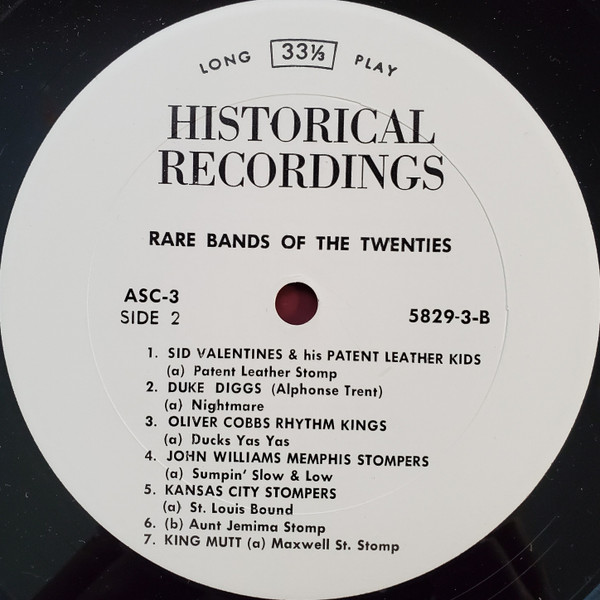 LONG 33⅓ PLAY
HISTORICAL
RECORDINGS
RARE BANDS OF THE TWENTIES
ASC-3
SIDE 2
5829-3-B
1. SID VALENTINES & his PATENT LEATHER KIDS
(a) Patent Leather Stomp
2. DUKE DIGGS (Alphonse Trent)
(a) Nightmare
3. OLIVER COBBS RHYTHM KINGS
(a) Ducks Yas Yas
4. JOHN WILLIAMS MEMPHIS STOMPERS
(a) Sumpin' Slow & Low
5. KANSAS CITY STOMPERS
(a) St. Louis Bound
6. (b) Aunt Jemima Stomp
7. KING MUTT (a) Maxwell St. Stomp